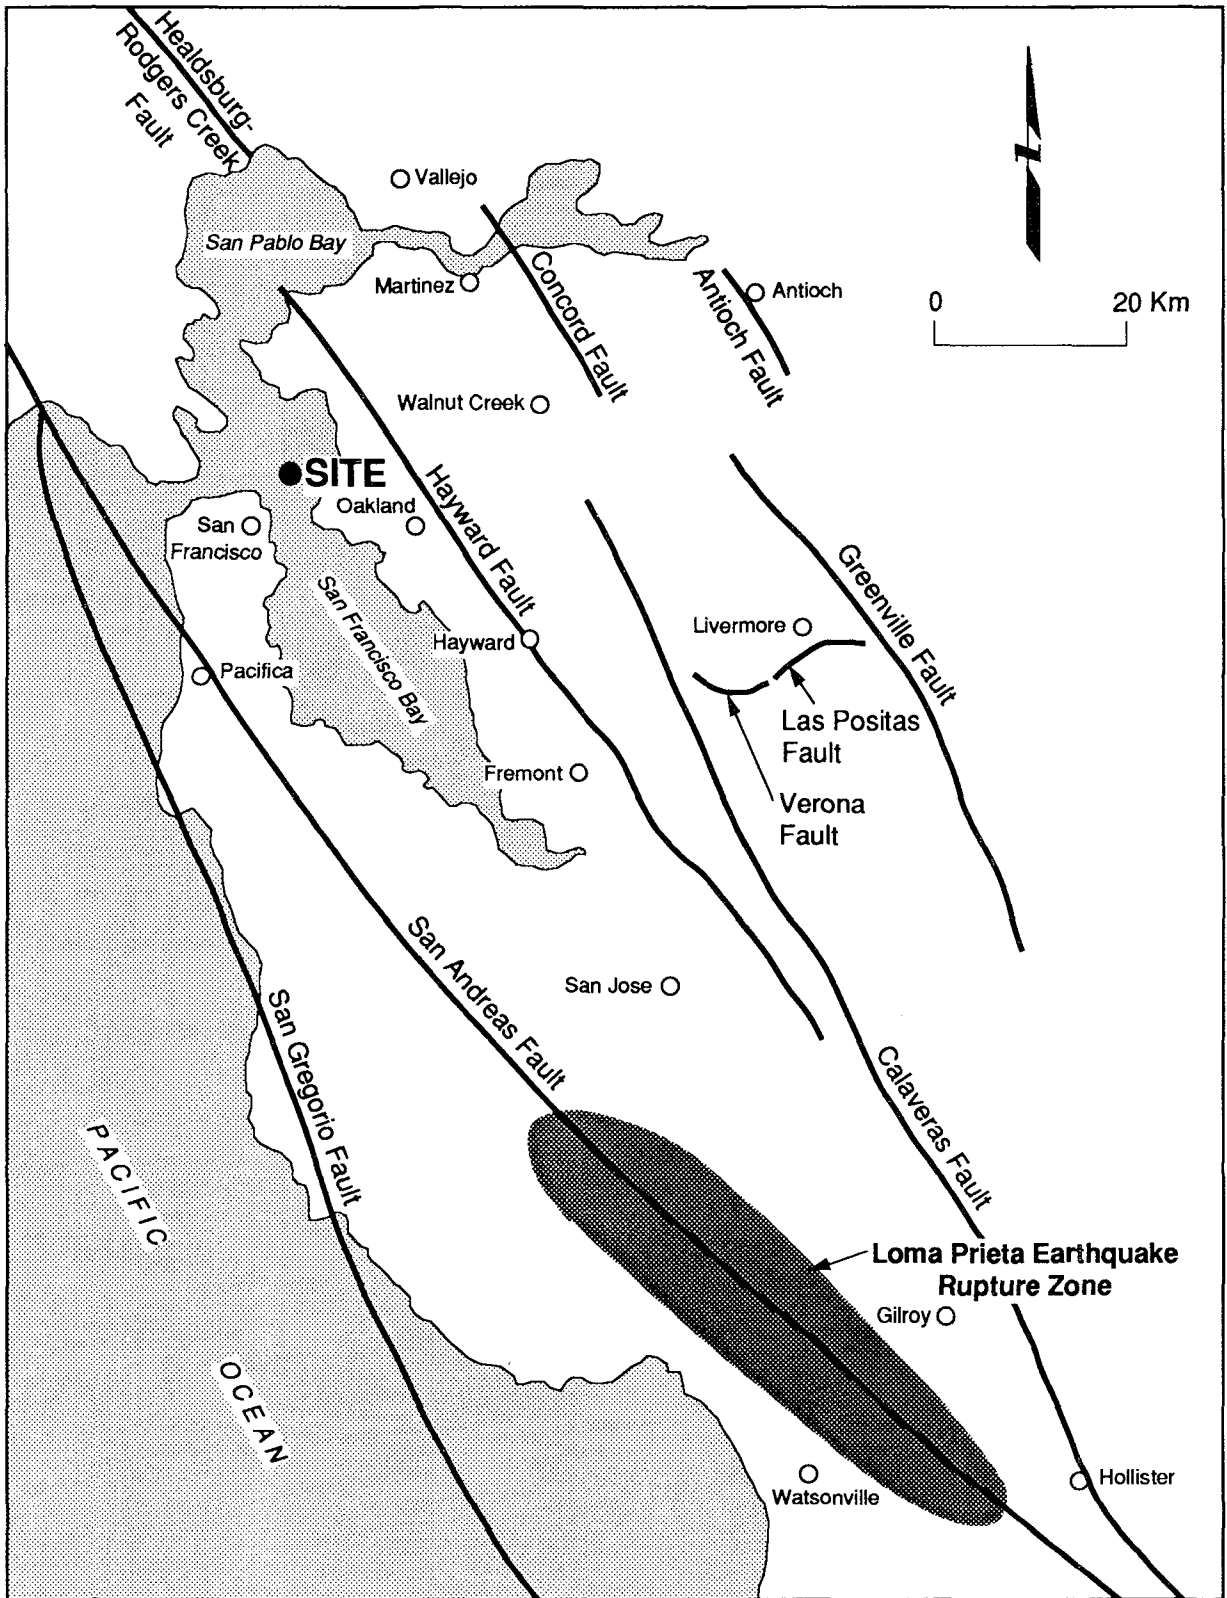 Healdsburg-
Rodgers Creek
Fault
Vallejo
San Pablo Bay
Martinez
Concord Fault
Antioch Fault
Antioch
N
0 20 Km
Walnut Creek
SITE
Oakland
San
Francisco
Hayward Fault
San Francisco Bay
Hayward
Pacifica
Livermore
Greenville Fault
Las Positas
Fault
Verona
Fault
Fremont
San Andreas Fault
San Jose
San Gregorio Fault
Calaveras Fault
PACIFIC
OCEAN
Loma Prieta Earthquake
Rupture Zone
Gilroy
Watsonville
Hollister